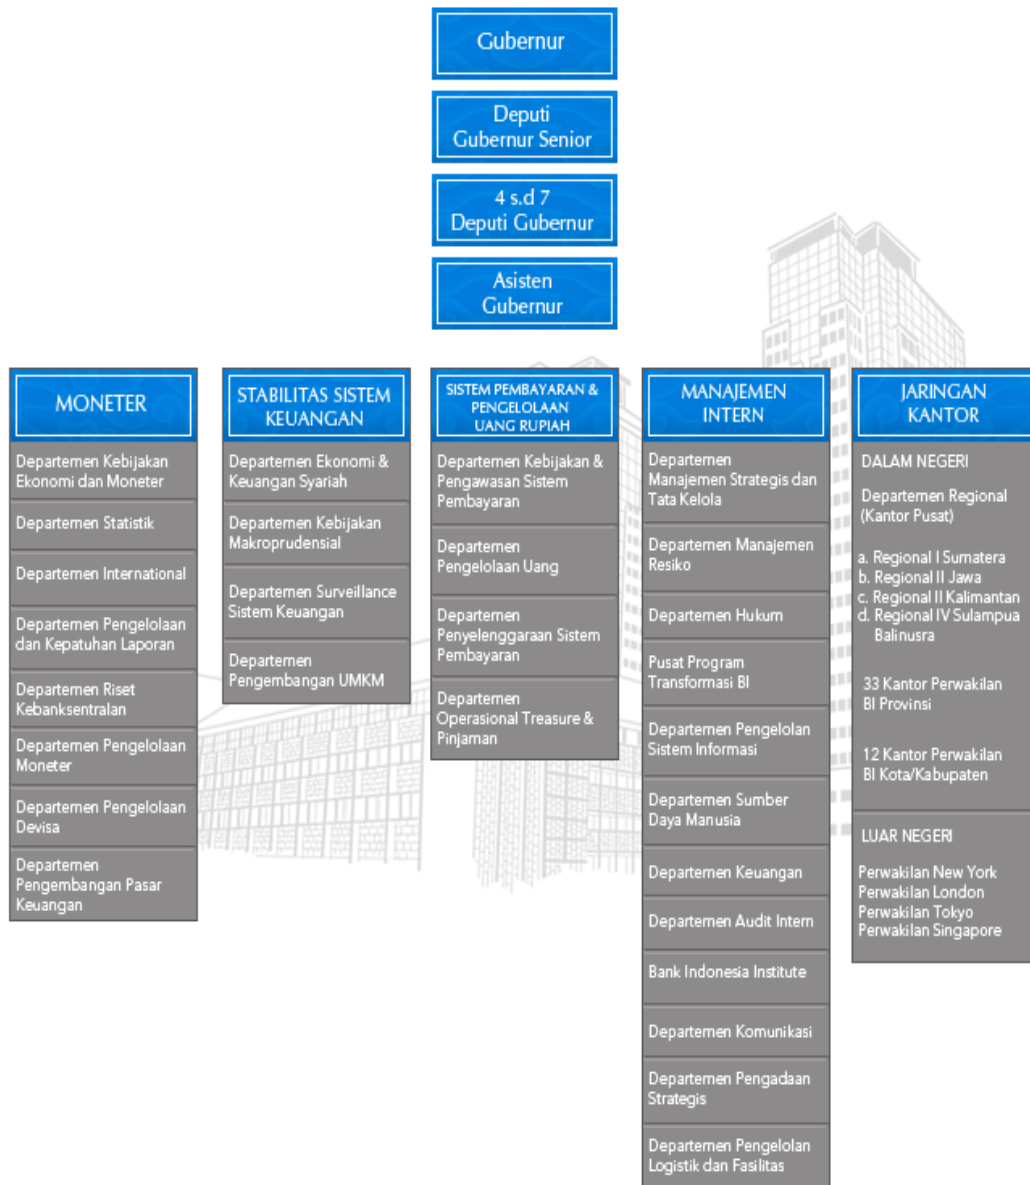 Gubernur
Deputi
Gubernur Senior
4 s.d 7
Deputi Gubernur
Asisten
Gubernur
MONETER
Departemen Kebijakan
Ekonomi dan Moneter
Departemen Statistik
Departemen International
Departemen Pengelolaan
dan Kepatuhan Laporan
Departemen Riset
Kebanksentralan
Departemen Pengelolaan
Moneter
Departemen Pengelolaan
Devisa
Departemen
Pengembangan Pasar
Keuangan
STABILITAS SISTEM
KEUANGAN
Departemen Ekonomi &
Keuangan Syariah
Departemen Kebijakan
Makroprudensial
Departemen Surveillance
Sistem Keuangan
Departemen
Pengembangan UMKM
SISTEM PEMBAYARAN &
PENGELOLAAN
UANG RUPIAH
Departemen Kebijakan &
Pengawasan Sistem
Pembayaran
Departemen
Pengelolaan Uang
Departemen
Penyelenggaraan Sistem
Pembayaran
Departemen
Operasional Treasure &
Pinjaman
MANAJEMEN
INTERN
Departemen
Manajemen Strategis dan
Tata Kelola
Departemen Manajemen
Resiko
Departemen Hukum
Pusat Program
Transformasi BI
Departemen Pengelolan
Sistem Informasi
Departemen Sumber
Daya Manusia
Departemen Keuangan
Departemen Audit Intern
Bank Indonesia Institute
Departemen Komunikasi
Departemen Pengadaan
Strategis
Departemen Pengelolan
Logistik dan Fasilitas
JARINGAN
KANTOR
DALAM NEGERI
Departemen Regional
(Kantor Pusat)
a. Regional I Sumatera
b. Regional II Jawa
c. Regional II Kalimantan
d. Regional IV Sulampua
Balinusra
33 Kantor Perwakilan
BI Provinsi
12 Kantor Perwakilan
BI Kota/Kabupaten
LUAR NEGERI
Perwakilan New York
Perwakilan London
Perwakilan Tokyo
Perwakilan Singapore